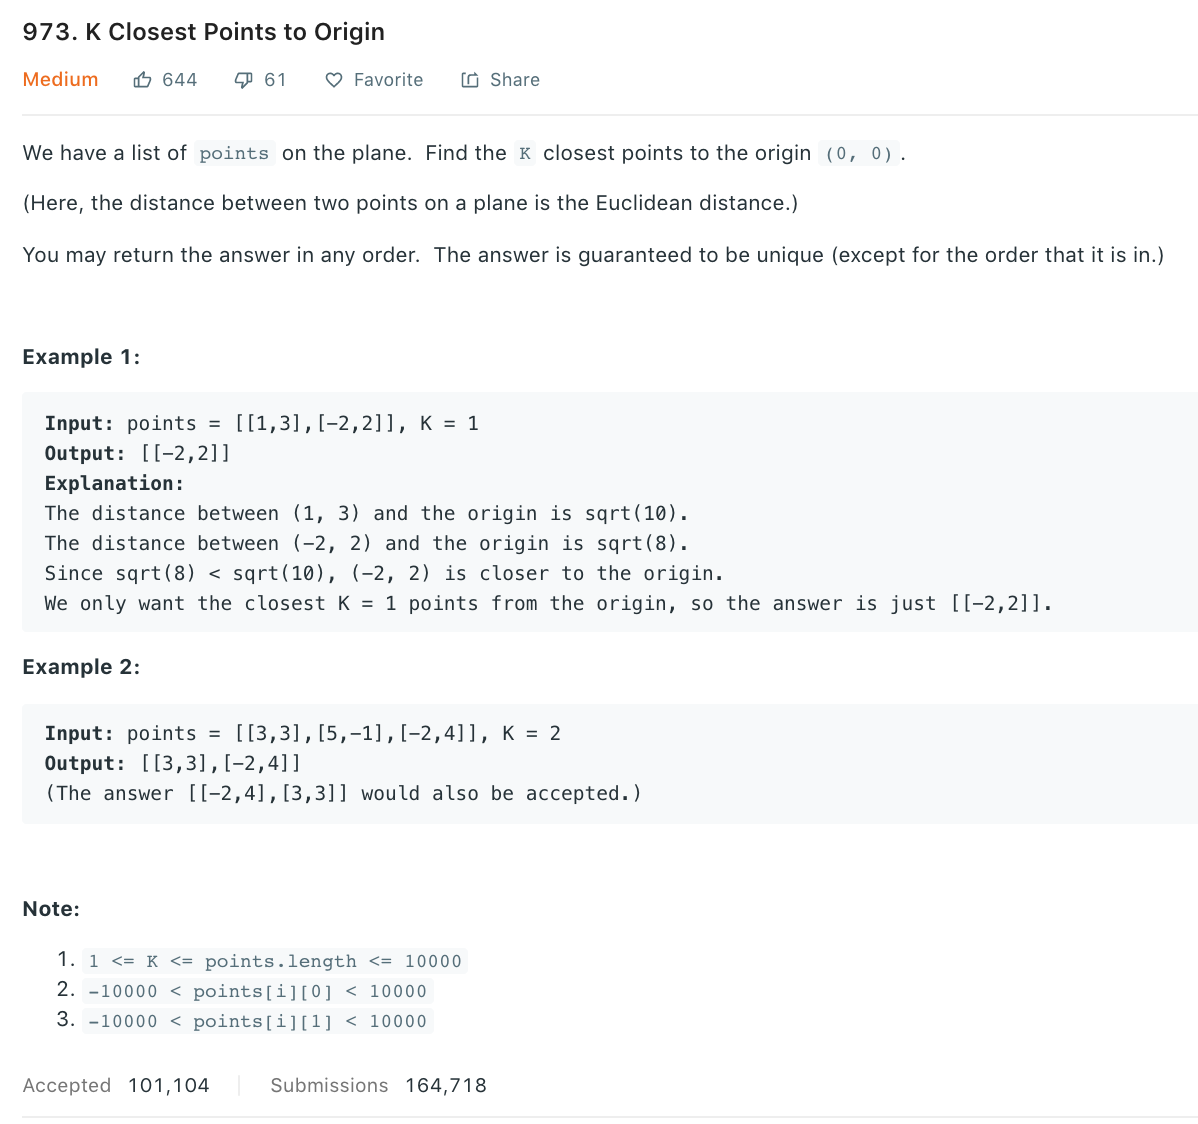 973. K Closest Points to Origin
Medium 644 61 Favorite Share
We have a list of points on the plane. Find the K closest points to the origin (0, 0).
(Here, the distance between two points on a plane is the Euclidean distance.)
You may return the answer in any order. The answer is guaranteed to be unique (except for the order that it is in.)
Example 1:
Input: points = [[1,3],[-2,2]], K = 1
Output: [[-2,2]]
Explanation:
The distance between (1, 3) and the origin is sqrt(10).
The distance between (-2, 2) and the origin is sqrt(8).
Since sqrt(8) < sqrt(10), (-2, 2) is closer to the origin.
We only want the closest K = 1 points from the origin, so the answer is just [[-2,2]].
Example 2:
Input: points = [[3,3],[5,-1],[-2,4]], K = 2
Output: [[3,3],[-2,4]]
(The answer [[-2,4],[3,3]] would also be accepted.)
Note:
1. 1 <= K <= points.length <= 10000
2. -10000 < points[i][0] < 10000
3. -10000 < points[i][1] < 10000
Accepted 101,104 Submissions 164,718